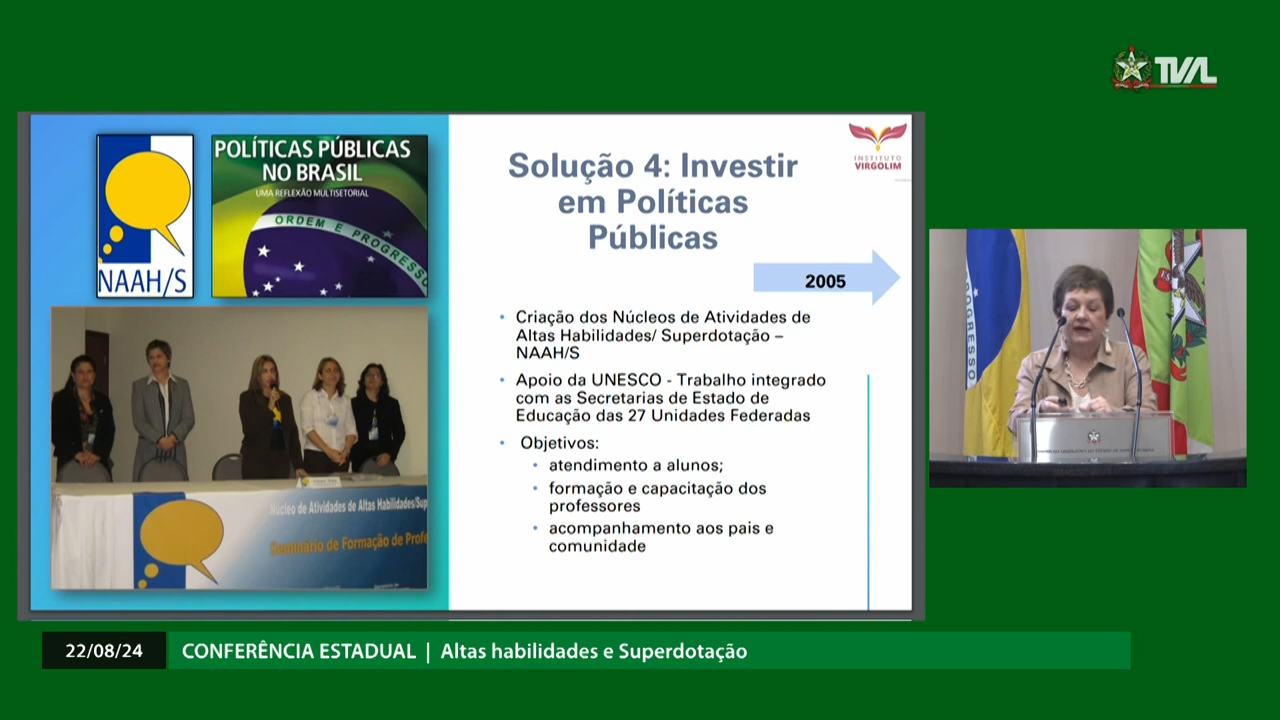 TVAL
NAAH/S
POLÍTICAS PÚBLICAS
NO BRASIL
UMA REFLEXÃO MULTISETORIAL
ORDEM E PROGRESSO
Solução 4: Investir
em Políticas
Públicas
INSTITUTO
VIRGOLIM
2005
• Criação dos Núcleos de Atividades de
Altas Habilidades/ Superdotação –
NAAH/S
• Apoio da UNESCO - Trabalho integrado
com as Secretarias de Estado de
Educação das 27 Unidades Federadas
• Objetivos:
• atendimento a alunos;
• formação e capacitação dos
professores
• acompanhamento aos pais e
comunidade
Núcleo de Atividades de Altas Habilidades/Sup
Seminário de Formação de Profe
PROGRESSO
22/08/24
CONFERÊNCIA ESTADUAL | Altas habilidades e Superdotação